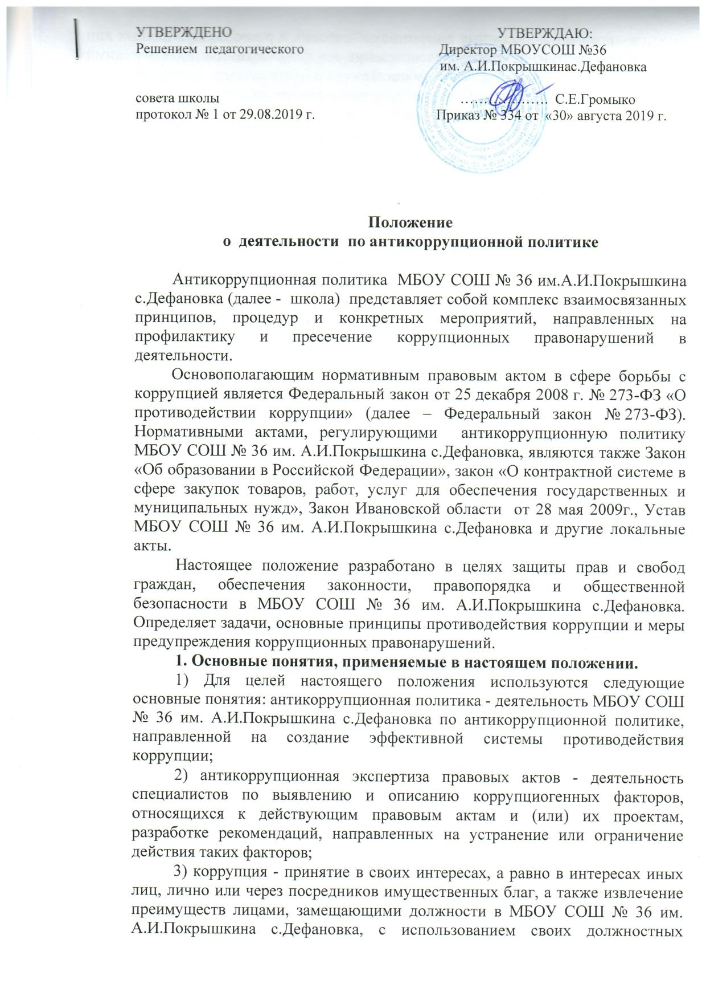 УТВЕРЖДЕНО
Решением  педагогического
совета школы
протокол № 1 от 29.08.2019 г.
УТВЕРЖДАЮ:
Директор МБОУСОШ №36
им. А.И.Покрышкинас.Дефановка
……………….  С.Е.Громыко
Приказ № 334 от  «30» августа 2019 г.
Положение
о  деятельности  по антикоррупционной политике
Антикоррупционная политика  МБОУ СОШ № 36 им.А.И.Покрышкина
с.Дефановка (далее -  школа)  представляет собой комплекс взаимосвязанных
принципов, процедур и конкретных мероприятий, направленных на
профилактику и пресечение коррупционных правонарушений в
деятельности.
Основополагающим нормативным правовым актом в сфере борьбы с
коррупцией является Федеральный закон от 25 декабря 2008 г. № 273-ФЗ «О
противодействии коррупции» (далее – Федеральный закон № 273-ФЗ).
Нормативными актами, регулирующими  антикоррупционную политику
МБОУ СОШ № 36 им. А.И.Покрышкина с.Дефановка, являются также Закон
«Об образовании в Российской Федерации», закон «О контрактной системе в
сфере закупок товаров, работ, услуг для обеспечения государственных и
муниципальных нужд», Закон Ивановской области  от 28 мая 2009г., Устав
МБОУ СОШ № 36 им. А.И.Покрышкина с.Дефановка и другие локальные
акты.
Настоящее положение разработано в целях защиты прав и свобод
граждан, обеспечения законности, правопорядка и общественной
безопасности в МБОУ СОШ № 36 им. А.И.Покрышкина с.Дефановка.
Определяет задачи, основные принципы противодействия коррупции и меры
предупреждения коррупционных правонарушений.
1. Основные понятия, применяемые в настоящем положении.
1) Для целей настоящего положения используются следующие
основные понятия: антикоррупционная политика - деятельность МБОУ СОШ
№ 36 им. А.И.Покрышкина с.Дефановка по антикоррупционной политике,
направленной на создание эффективной системы противодействия
коррупции;
2) антикоррупционная экспертиза правовых актов - деятельность
специалистов по выявлению и описанию коррупциогенных факторов,
относящихся к действующим правовым актам и (или) их проектам,
разработке рекомендаций, направленных на устранение или ограничение
действия таких факторов;
3) коррупция - принятие в своих интересах, а равно в интересах иных
лиц, лично или через посредников имущественных благ, а также извлечение
преимуществ лицами, замещающими должности в МБОУ СОШ № 36 им.
А.И.Покрышкина с.Дефановка, с использованием своих должностных